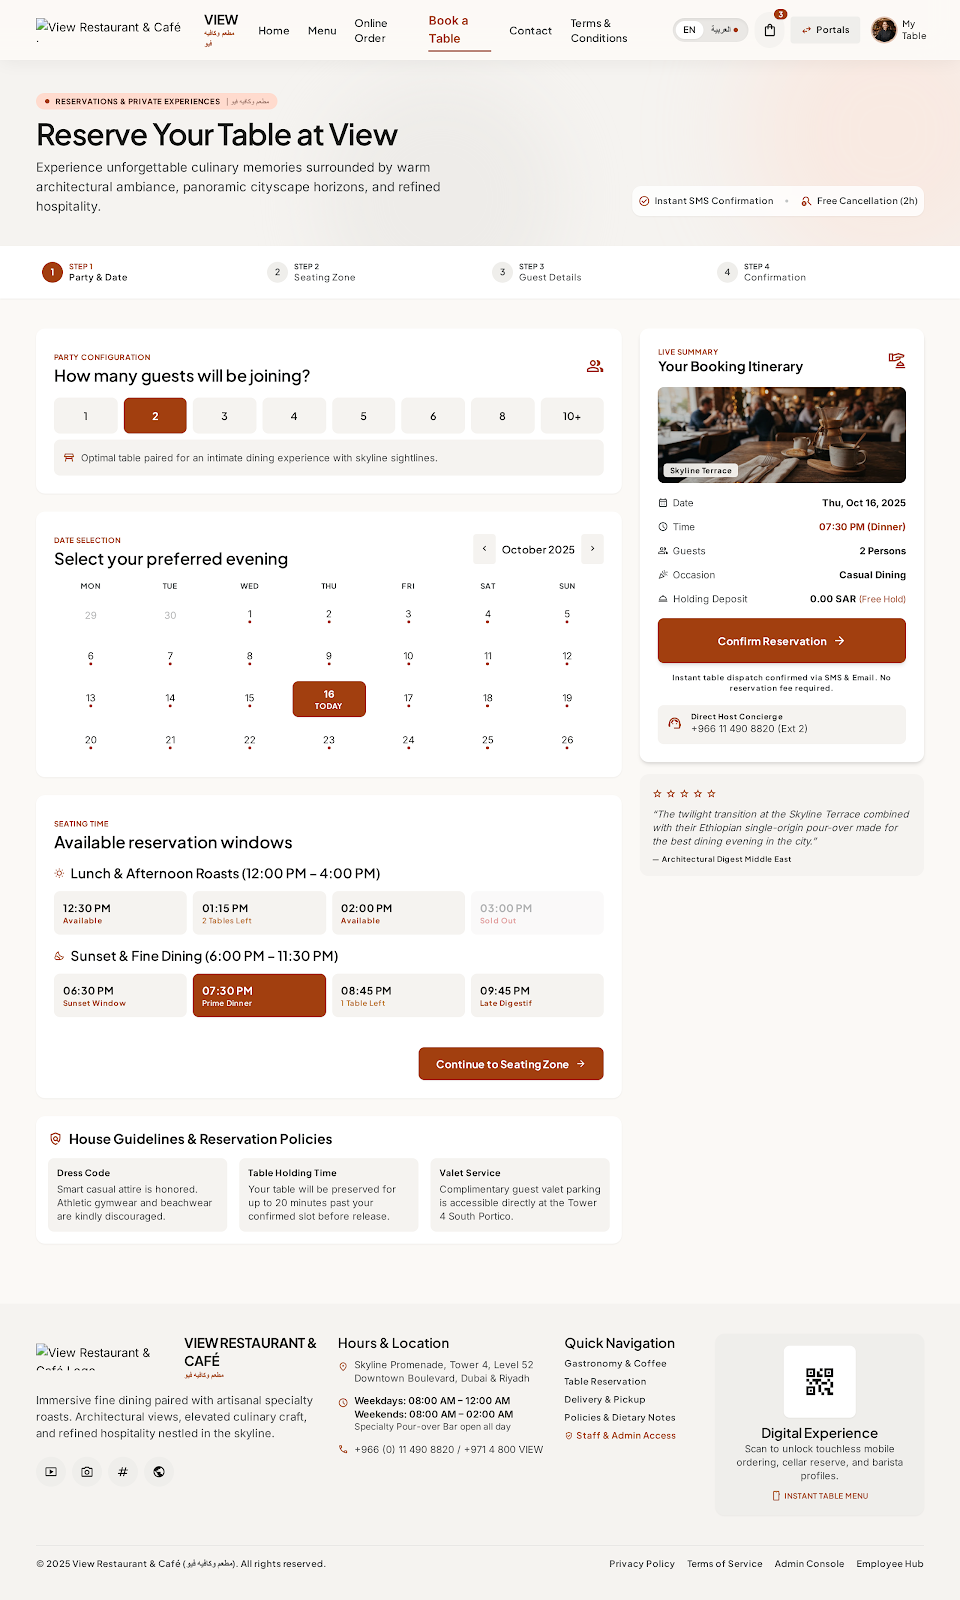 View Restaurant & Café
VIEW
مطعم وكافيه فيو
Home
Menu
Online Order
Book a Table
Contact
Terms & Conditions
EN
العربية
3
Portals
My Table
RESERVATIONS & PRIVATE EXPERIENCES | مطعم وكافيه فيو
Reserve Your Table at View
Experience unforgettable culinary memories surrounded by warm
architectural ambiance, panoramic cityscape horizons, and refined
hospitality.
Instant SMS Confirmation
Free Cancellation (2h)
1
STEP 1
Party & Date
2
STEP 2
Seating Zone
3
STEP 3
Guest Details
4
STEP 4
Confirmation
PARTY CONFIGURATION
How many guests will be joining?
1 2 3 4 5 6 8 10+
Optimal table paired for an intimate dining experience with skyline sightlines.
DATE SELECTION
Select your preferred evening
October 2025
MON TUE WED THU FRI SAT SUN
29 30 1 2 3 4 5
6 7 8 9 10 11 12
13 14 15 16 17 18 19
TODAY
20 21 22 23 24 25 26
SEATING TIME
Available reservation windows
Lunch & Afternoon Roasts (12:00 PM – 4:00 PM)
12:30 PM
Available
01:15 PM
2 Tables Left
02:00 PM
Available
03:00 PM
Sold Out
Sunset & Fine Dining (6:00 PM – 11:30 PM)
06:30 PM
Sunset Window
07:30 PM
Prime Dinner
08:45 PM
1 Table Left
09:45 PM
Late Digestif
Continue to Seating Zone
House Guidelines & Reservation Policies
Dress Code
Smart casual attire is honored.
Athletic gymwear and beachwear
are kindly discouraged.
Table Holding Time
Your table will be preserved for
up to 20 minutes past your
confirmed slot before release.
Valet Service
Complimentary guest valet parking
is accessible directly at the Tower
4 South Portico.
LIVE SUMMARY
Your Booking Itinerary
Skyline Terrace
Date Thu, Oct 16, 2025
Time 07:30 PM (Dinner)
Guests 2 Persons
Occasion Casual Dining
Holding Deposit 0.00 SAR (Free Hold)
Confirm Reservation
Instant table dispatch confirmed via SMS & Email. No
reservation fee required.
Direct Host Concierge
+966 11 490 8820 (Ext 2)
"The twilight transition at the Skyline Terrace combined
with their Ethiopian single-origin pour-over made for
the best dining evening in the city."
— Architectural Digest Middle East
View Restaurant &
Café Logo
VIEW RESTAURANT &
CAFÉ
مطعم وكافيه فيو
Immersive fine dining paired with artisanal specialty
roasts. Architectural views, elevated culinary craft,
and refined hospitality nestled in the skyline.
Hours & Location
Skyline Promenade, Tower 4, Level 52
Downtown Boulevard, Dubai & Riyadh
Weekdays: 08:00 AM – 12:00 AM
Weekends: 08:00 AM – 02:00 AM
Specialty Pour-over Bar open all day
+966 (0) 11 490 8820 / +971 4 800 VIEW
Quick Navigation
Gastronomy & Coffee
Table Reservation
Delivery & Pickup
Policies & Dietary Notes
Staff & Admin Access
Digital Experience
Scan to unlock touchless mobile
ordering, cellar reserve, and barista
profiles.
INSTANT TABLE MENU
© 2025 View Restaurant & Café (مطعم وكافيه فيو). All rights reserved.
Privacy Policy
Terms of Service
Admin Console
Employee Hub